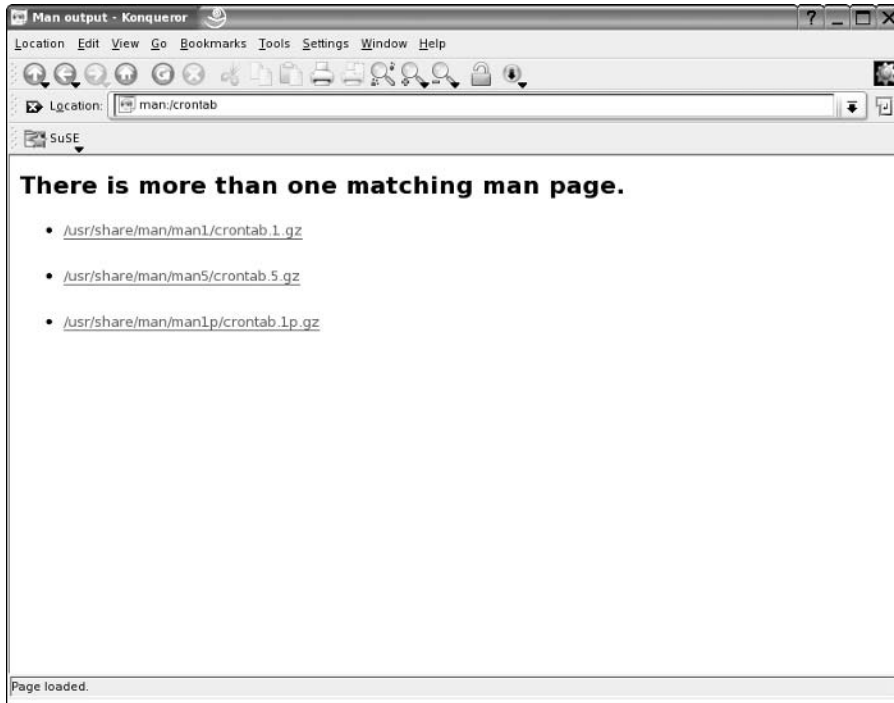 Man output - Konqueror
Location Edit View Go Bookmarks Tools Settings Window Help
Location: man:/crontab
SuSE
There is more than one matching man page.
• /usr/share/man/man1/crontab.1.gz
• /usr/share/man/man5/crontab.5.gz
• /usr/share/man/man1p/crontab.1p.gz
Page loaded.